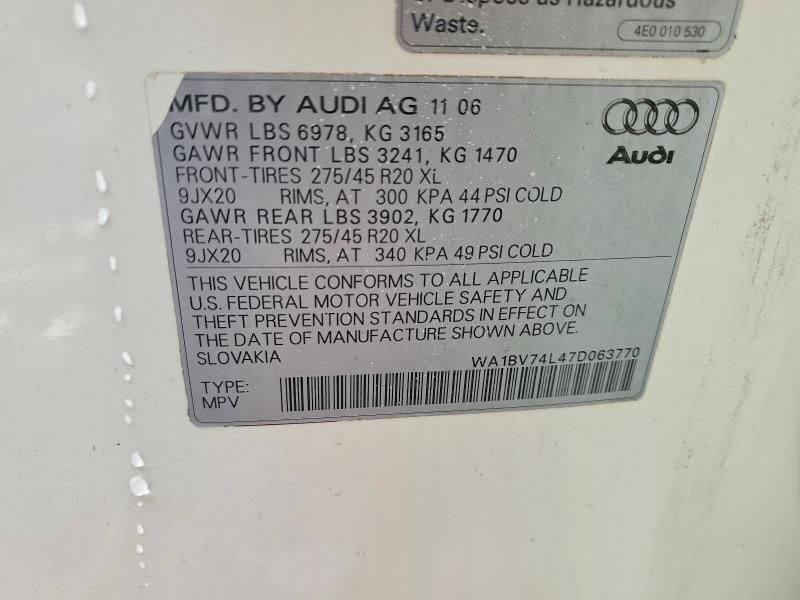 or Dispose as Hazardous
Waste.
4E0 010 530
MFD. BY AUDI AG 11 06
GVWR LBS 6978, KG 3165
GAWR FRONT LBS 3241, KG 1470
FRONT-TIRES 275/45 R20 XL
9JX20 RIMS, AT 300 KPA 44 PSI COLD
GAWR REAR LBS 3902, KG 1770
REAR-TIRES 275/45 R20 XL
9JX20 RIMS, AT 340 KPA 49 PSI COLD
Audi
THIS VEHICLE CONFORMS TO ALL APPLICABLE
U.S. FEDERAL MOTOR VEHICLE SAFETY AND
THEFT PREVENTION STANDARDS IN EFFECT ON
THE DATE OF MANUFACTURE SHOWN ABOVE.
SLOVAKIA WA1BV74L47D063770
TYPE:
MPV